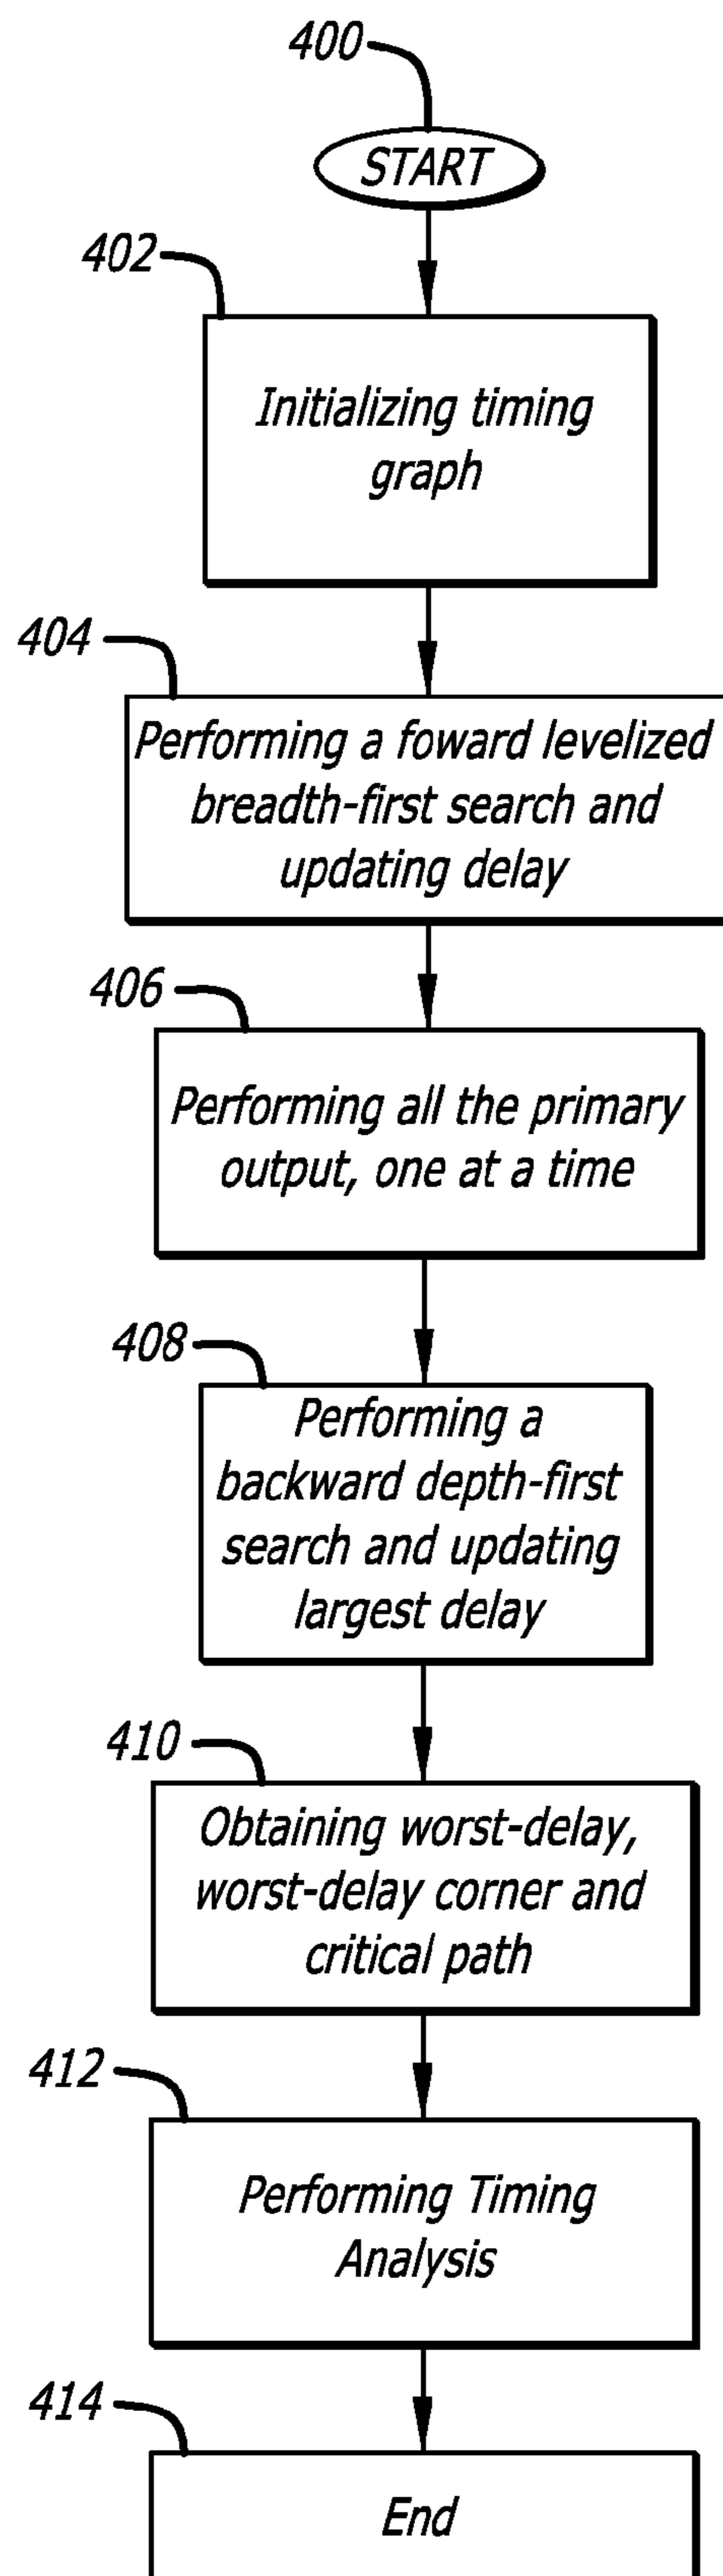 400
START
402
Initializing timing
graph
404
Performing a foward levelized
breadth-first search and
updating delay
406
Performing all the primary
output, one at a time
408
Performing a
backward depth-first
search and updating
largest delay
410
Obtaining worst-delay,
worst-delay corner and
critical path
412
Performing Timing
Analysis
414
End